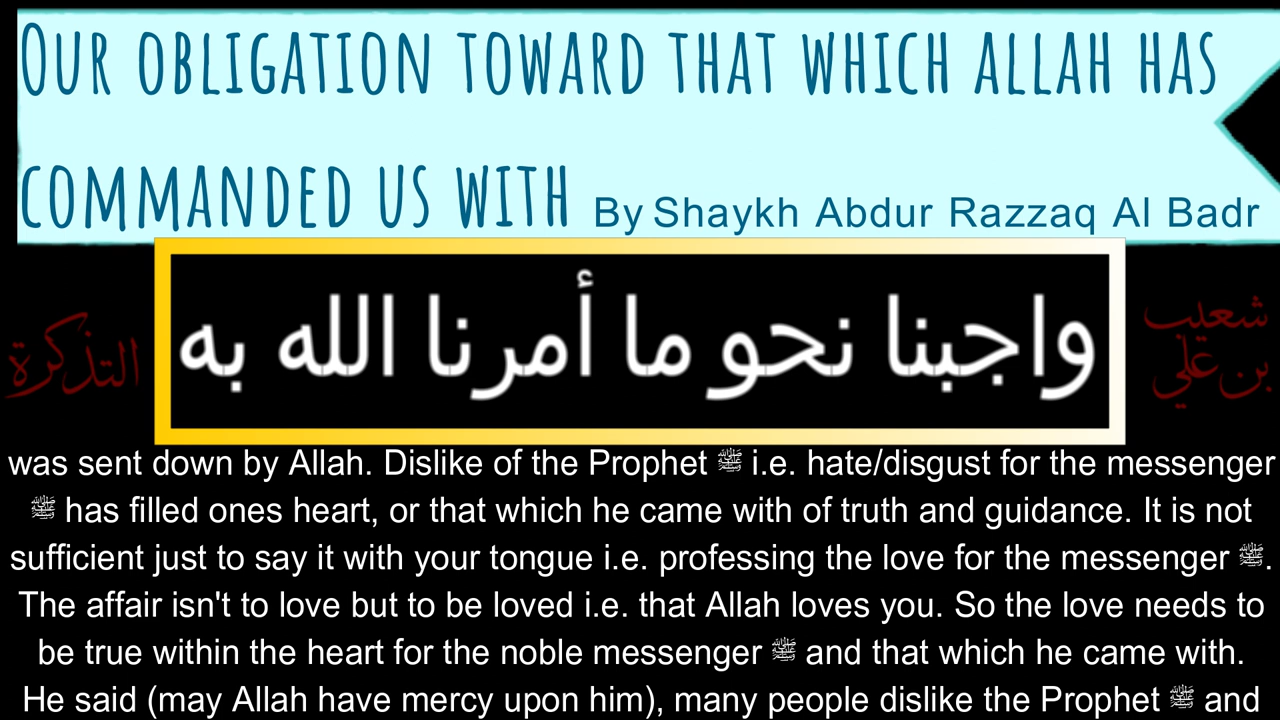 OUR OBLIGATION TOWARD THAT WHICH ALLAH HAS
COMMANDED US WITH By Shaykh Abdur Razzaq Al Badr
واجبنا نحو ما أمرنا الله به
شعيب
بن علي
التذكرة
was sent down by Allah. Dislike of the Prophet ﷺ i.e. hate/disgust for the messenger
ﷺ has filled ones heart, or that which he came with of truth and guidance. It is not
sufficient just to say it with your tongue i.e. professing the love for the messenger ﷺ.
The affair isn't to love but to be loved i.e. that Allah loves you. So the love needs to
be true within the heart for the noble messenger ﷺ and that which he came with.
He said (may Allah have mercy upon him), many people dislike the Prophet ﷺ and